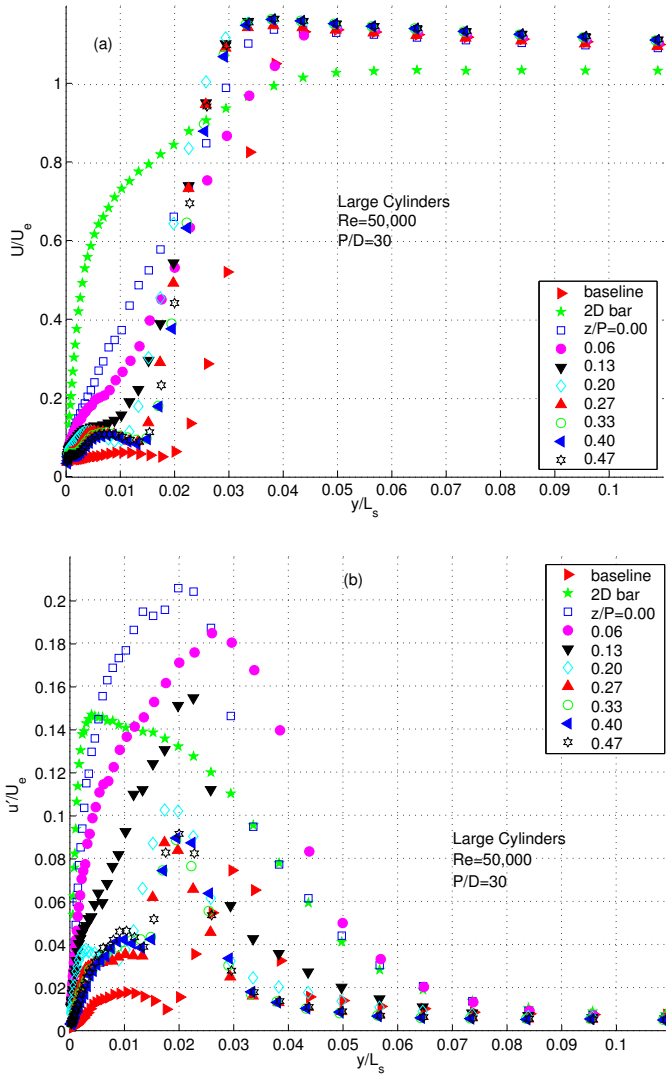 (a)
1
0.8
0.6
0.4
0.2
0
U/U_e
Large Cylinders
Re=50,000
P/D=30
baseline
2D bar
z/P=0.00
0.06
0.13
0.20
0.27
0.33
0.40
0.47
0 0.01 0.02 0.03 0.04 0.05 0.06 0.07 0.08 0.09 0.1
y/L_s
(b)
0.2
0.18
0.16
0.14
0.12
0.1
0.08
0.06
0.04
0.02
0
u'/U_e
baseline
2D bar
z/P=0.00
0.06
0.13
0.20
0.27
0.33
0.40
0.47
Large Cylinders
Re=50,000
P/D=30
0 0.01 0.02 0.03 0.04 0.05 0.06 0.07 0.08 0.09 0.1
y/L_s